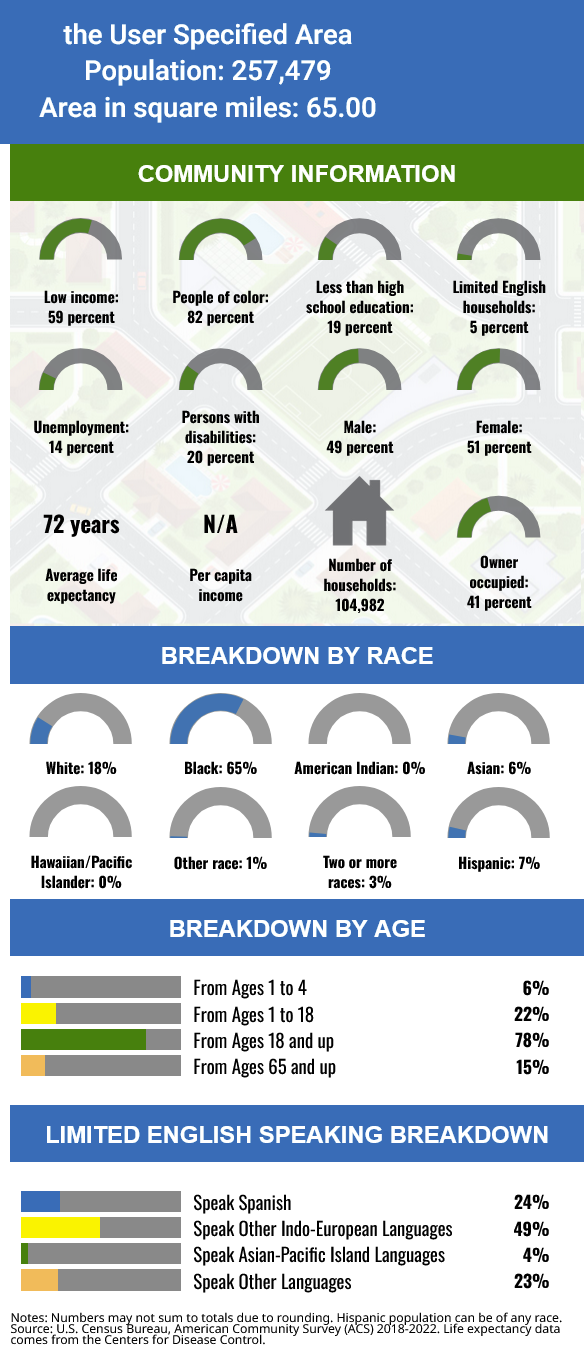 the User Specified Area
Population: 257,479
Area in square miles: 65.00
COMMUNITY INFORMATION
Low income:
59 percent
People of color:
82 percent
Less than high
school education:
19 percent
Limited English
households:
5 percent
Unemployment:
14 percent
Persons with
disabilities:
20 percent
Male:
49 percent
Female:
51 percent
72 years
Average life
expectancy
N/A
Per capita
income
Number of
households:
104,982
Owner
occupied:
41 percent
BREAKDOWN BY RACE
White: 18%
Black: 65%
American Indian: 0%
Asian: 6%
Hawaiian/Pacific
Islander: 0%
Other race: 1%
Two or more
races: 3%
Hispanic: 7%
BREAKDOWN BY AGE
From Ages 1 to 4 6%
From Ages 1 to 18 22%
From Ages 18 and up 78%
From Ages 65 and up 15%
LIMITED ENGLISH SPEAKING BREAKDOWN
Speak Spanish 24%
Speak Other Indo-European Languages 49%
Speak Asian-Pacific Island Languages 4%
Speak Other Languages 23%
Notes: Numbers may not sum to totals due to rounding. Hispanic population can be of any race.
Source: U.S. Census Bureau, American Community Survey (ACS) 2018-2022. Life expectancy data
comes from the Centers for Disease Control.